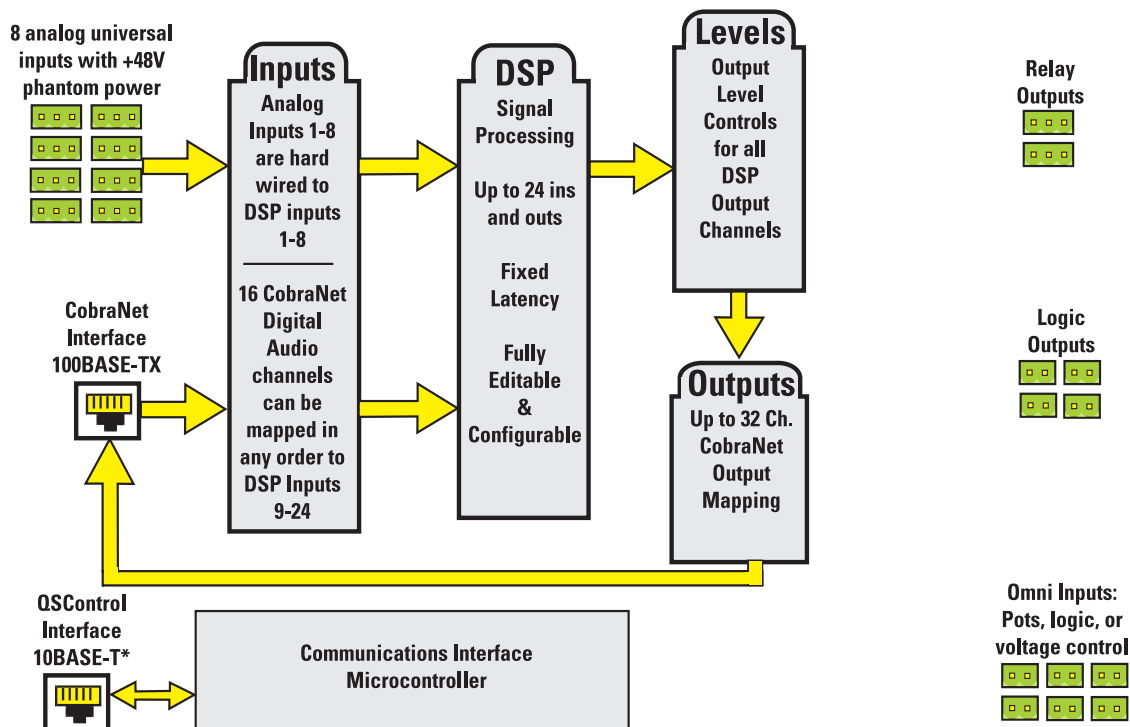 8 analog universal
inputs with +48V
phantom power
Inputs
Analog
Inputs 1-8
are hard
wired to
DSP inputs
1-8
16 CobraNet
Digital
Audio
channels
can be
mapped in
any order to
DSP Inputs
9-24
DSP
Signal
Processing
Up to 24 ins
and outs
Fixed
Latency
Fully
Editable
&
Configurable
Levels
Output
Level
Controls
for all
DSP
Output
Channels
Outputs
Up to 32 Ch.
CobraNet
Output
Mapping
Relay
Outputs
Logic
Outputs
CobraNet
Interface
100BASE-TX
QSControl
Interface
10BASE-T*
Communications Interface
Microcontroller
Omni Inputs:
Pots, logic, or
voltage control